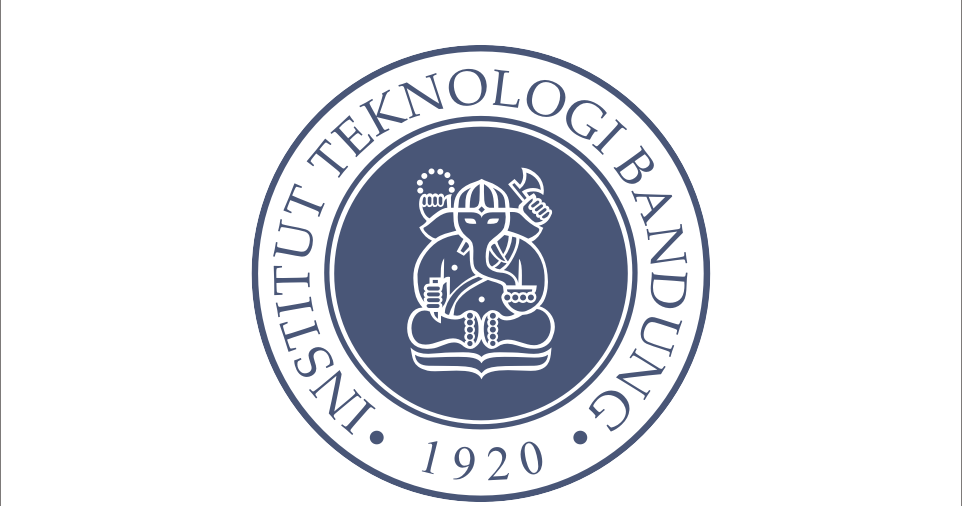 INSTITUT TEKNOLOGI BANDUNG
• 1920 •